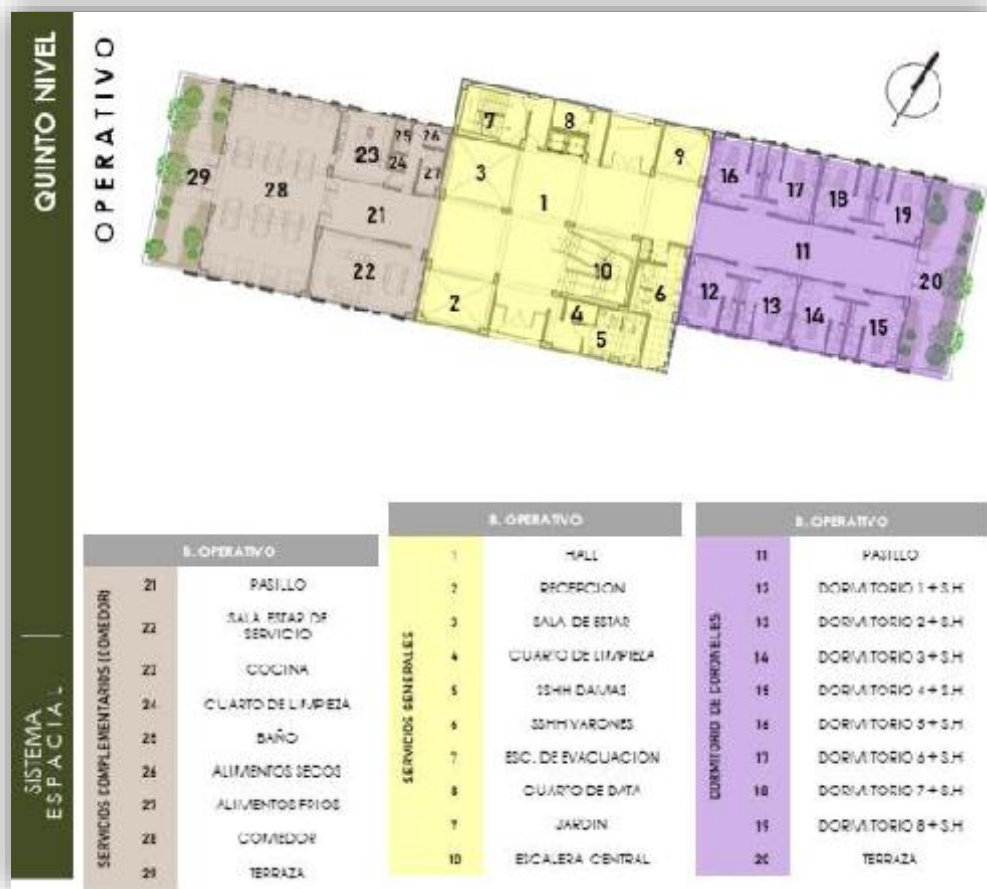 QUINTO NIVEL
OPERATIVO
7
8
9
3
1
10
2
4
5
6
25
26
23
24
27
29
28
21
22
16
17
18
19
11
20
12
13
14
15
SISTEMA
ESPACIAL
B. OPERATIVO
SERVICIOS COMPLEMENTARIOS (COMEDOR)
21 PASILLO
22 SALA ESTAR DE
SERVICIO
23 COCINA
24 CUARTO DE LIMPIEZA
25 BAÑO
26 ALIMENTOS SECOS
27 ALIMENTOS FRIOS
28 COMEDOR
29 TERRAZA
B. OPERATIVO
SERVICIOS GENERALES
1 HALL
2 RECEPCION
3 SALA DE ESTAR
4 CUARTO DE LIMPIEZA
5 SSHH DAMAS
6 SSHH VARONES
7 ESC. DE EVACUACIÓN
8 CUARTO DE DATA
9 JARDIN
10 ESCALERA CENTRAL
B. OPERATIVO
DORMITORIO DE CORONELES
11 PASILLO
12 DORMITORIO 1 + S.H
13 DORMITORIO 2 + S.H
14 DORMITORIO 3 + S.H
15 DORMITORIO 4 + S.H
16 DORMITORIO 5 + S.H
17 DORMITORIO 6 + S.H
18 DORMITORIO 7 + S.H
19 DORMITORIO 8 + S.H
20 TERRAZA